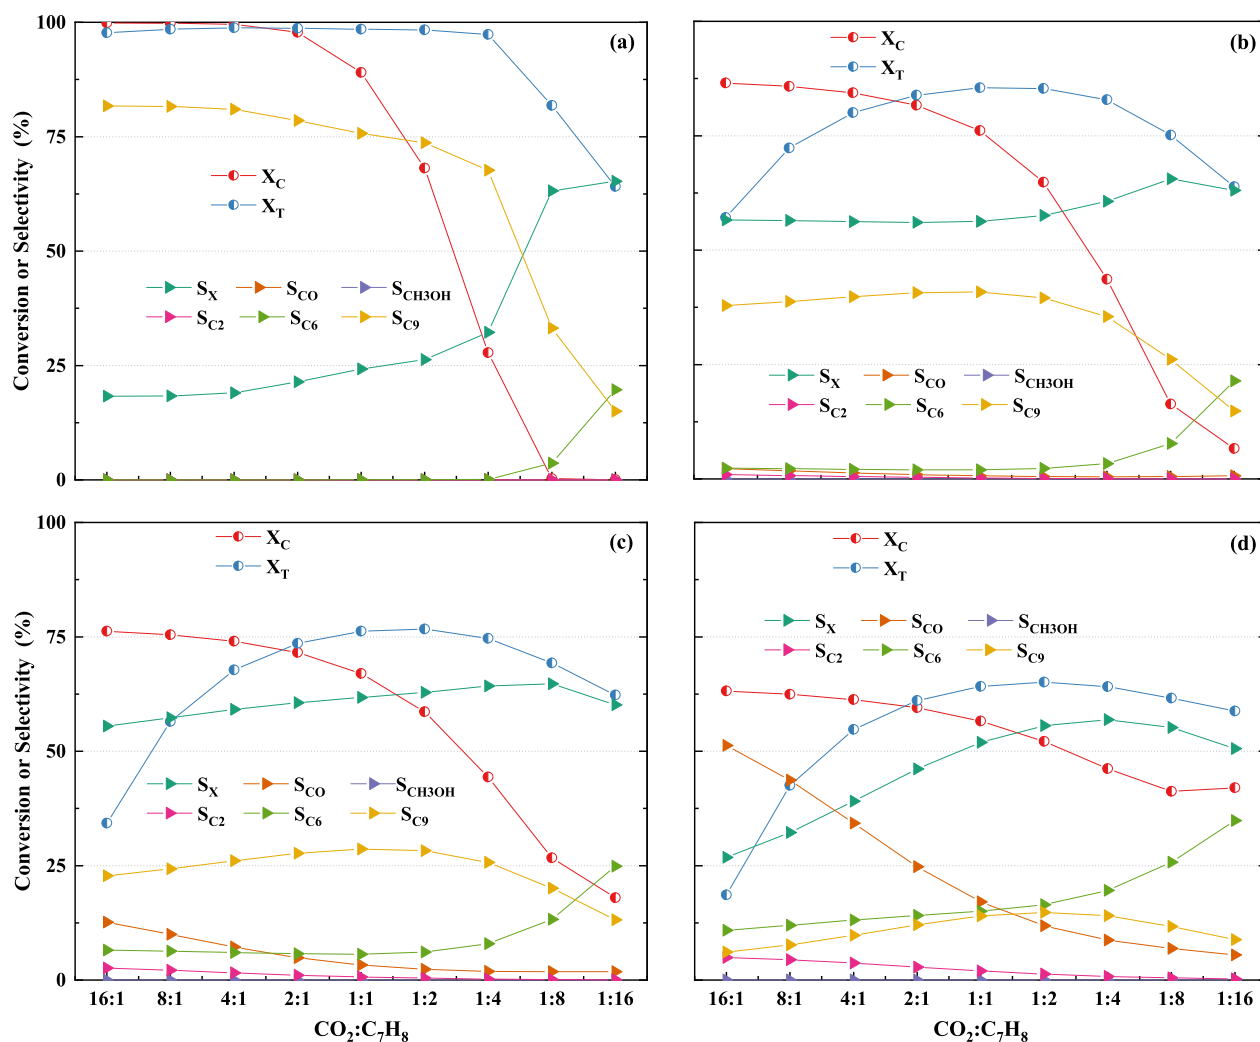 100
75
50
25
0
Conversion or Selectivity (%)
(a)
X_C
X_T
S_X S_CO S_CH3OH
S_C2 S_C6 S_C9
(b)
X_C
X_T
S_X S_CO S_CH3OH
S_C2 S_C6 S_C9
100
75
50
25
0
Conversion or Selectivity (%)
(c)
X_C
X_T
S_X S_CO S_CH3OH
S_C2 S_C6 S_C9
16:1 8:1 4:1 2:1 1:1 1:2 1:4 1:8 1:16
CO₂:C₇H₈
(d)
X_C
X_T
S_X S_CO S_CH3OH
S_C2 S_C6 S_C9
16:1 8:1 4:1 2:1 1:1 1:2 1:4 1:8 1:16
CO₂:C₇H₈